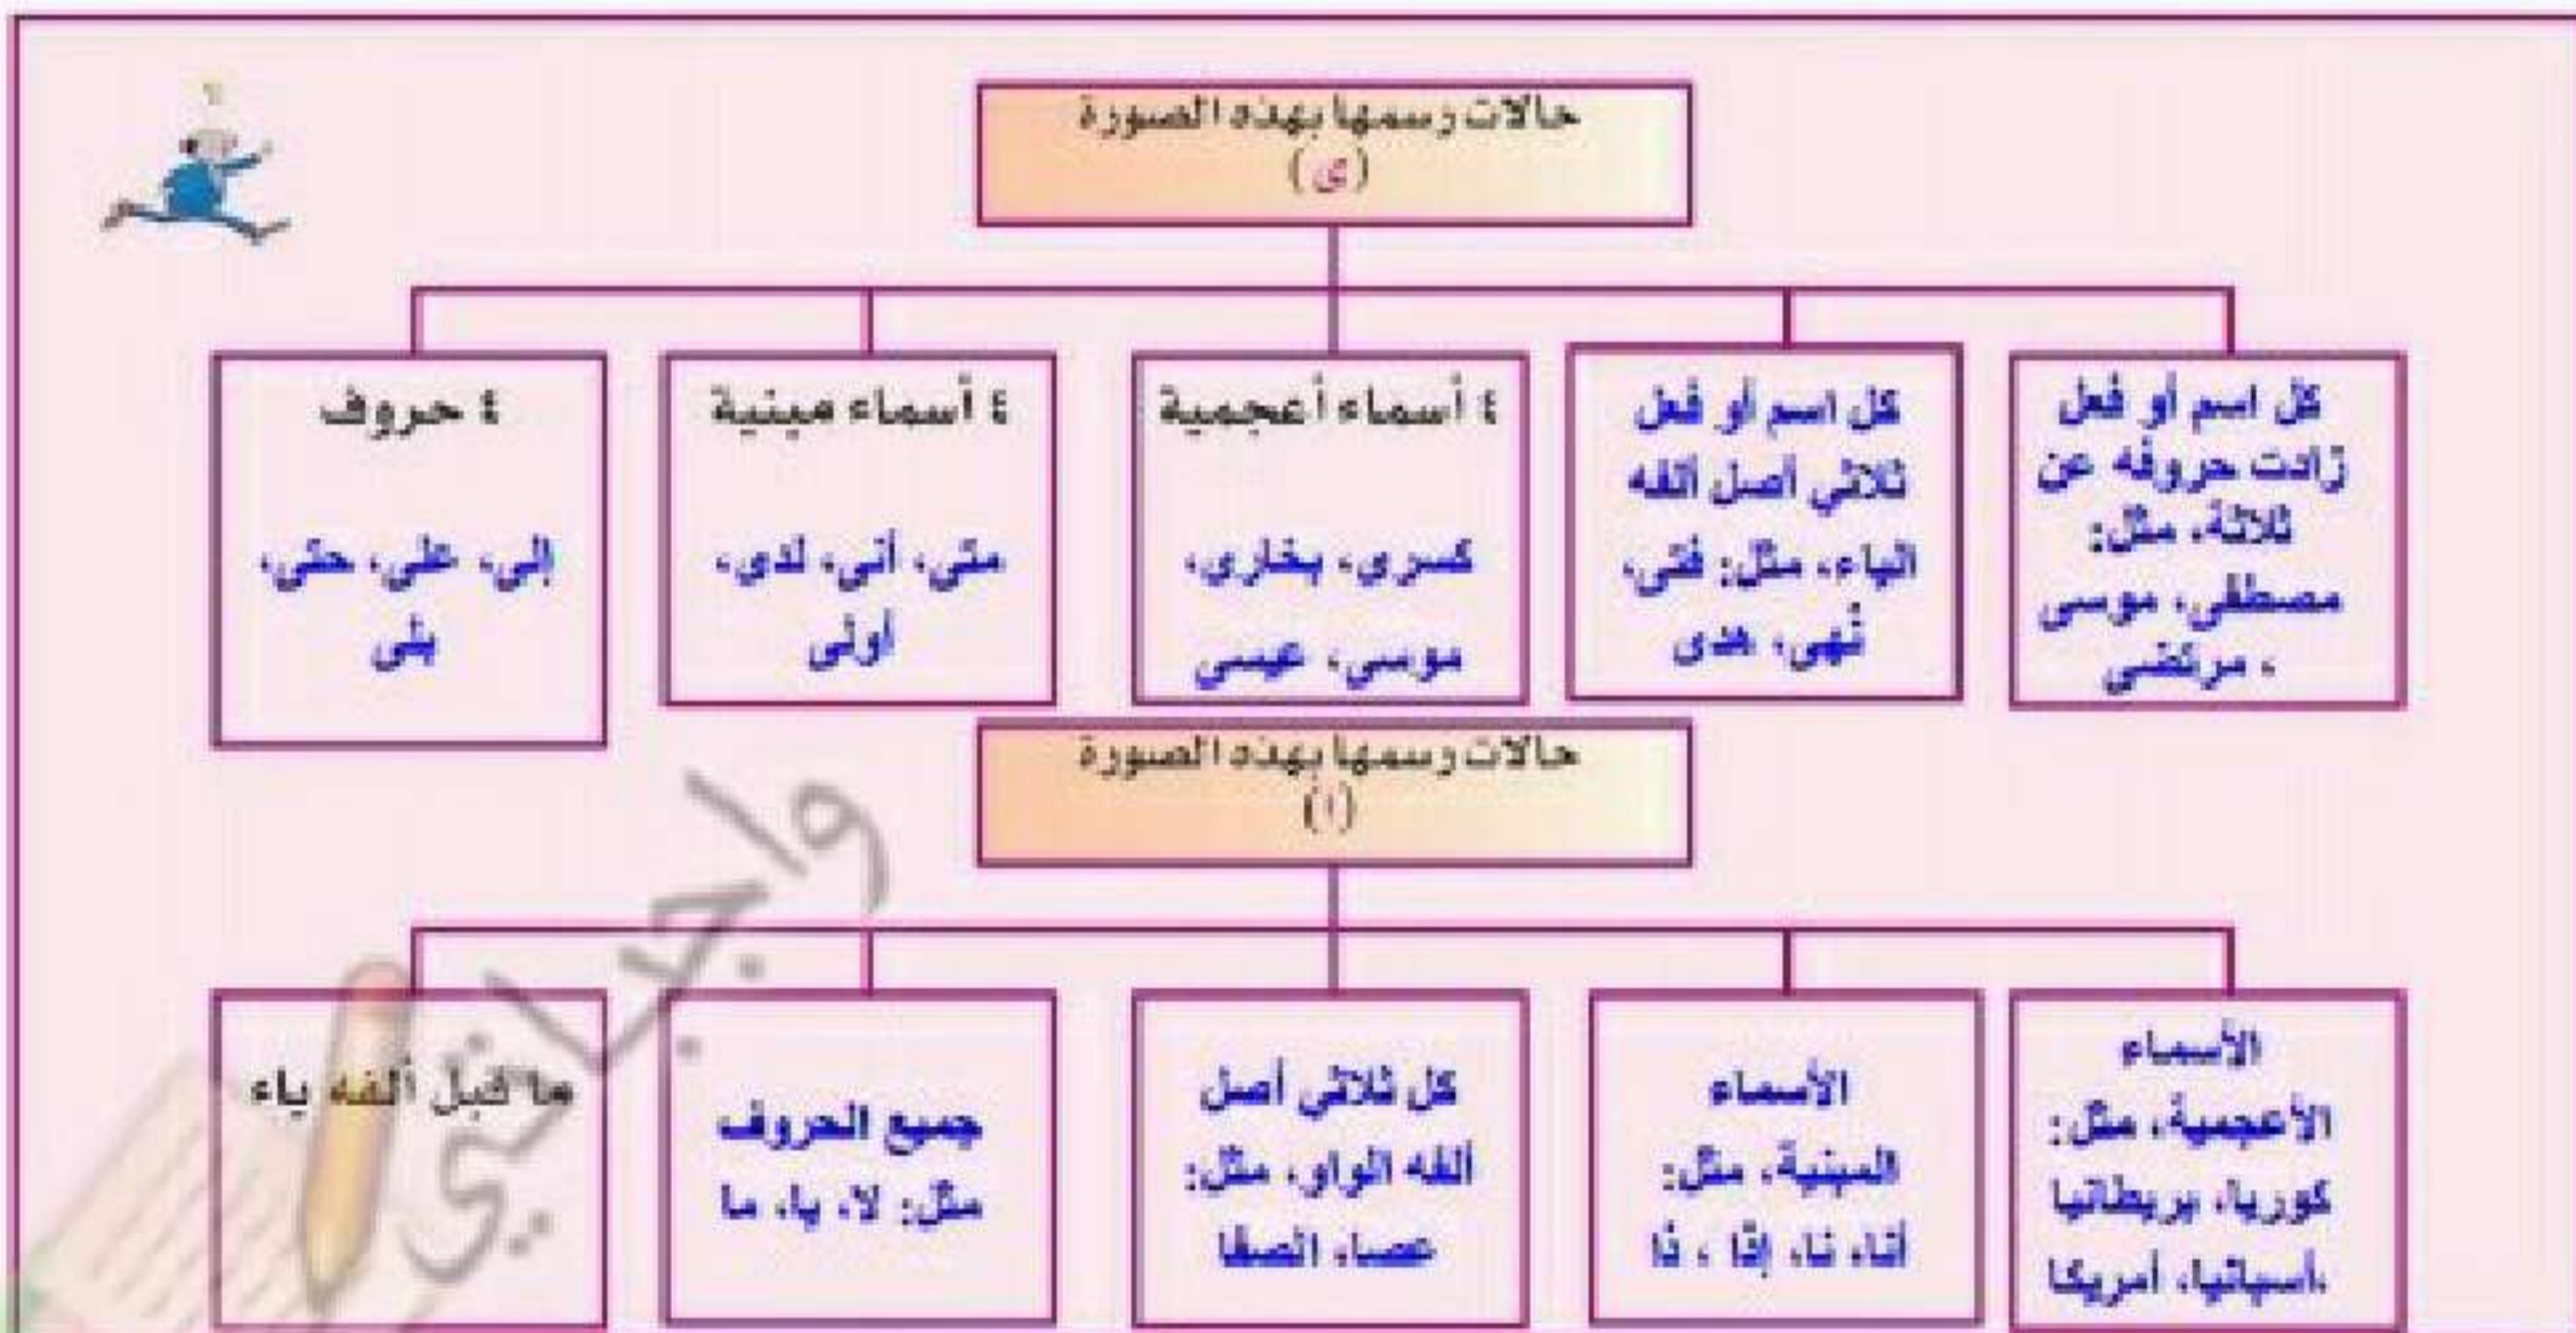 حالات رسمها بهذه الصورة
(ى)
كل اسم أو فعل
زادت حروفه عن
ثلاثة، مثل:
مصطفى، موسى
، مرتضى
كل اسم أو فعل
ثلاثي أصل ألفه
الياء، مثل: فتى،
نُهى، هدى
٤ أسماء أعجمية
كسرى، بخارى،
موسى، عيسى
٤ أسماء مبنية
متى، أنى، لدى،
أولى
٤ حروف
إلى، على، حتى،
بلى
حالات رسمها بهذه الصورة
(ا)
الأسماء
الأعجمية، مثل:
كوريا، بريطانيا
،أسبانيا، أمريكا
الأسماء
المبنية، مثل:
أنا، نا، إذا ، ذا
كل ثلاثي أصل
ألفه الواو، مثل:
عصا، الصفا
جميع الحروف
مثل: لا، يا، ما
ما قبل ألفه ياء
واجباتي